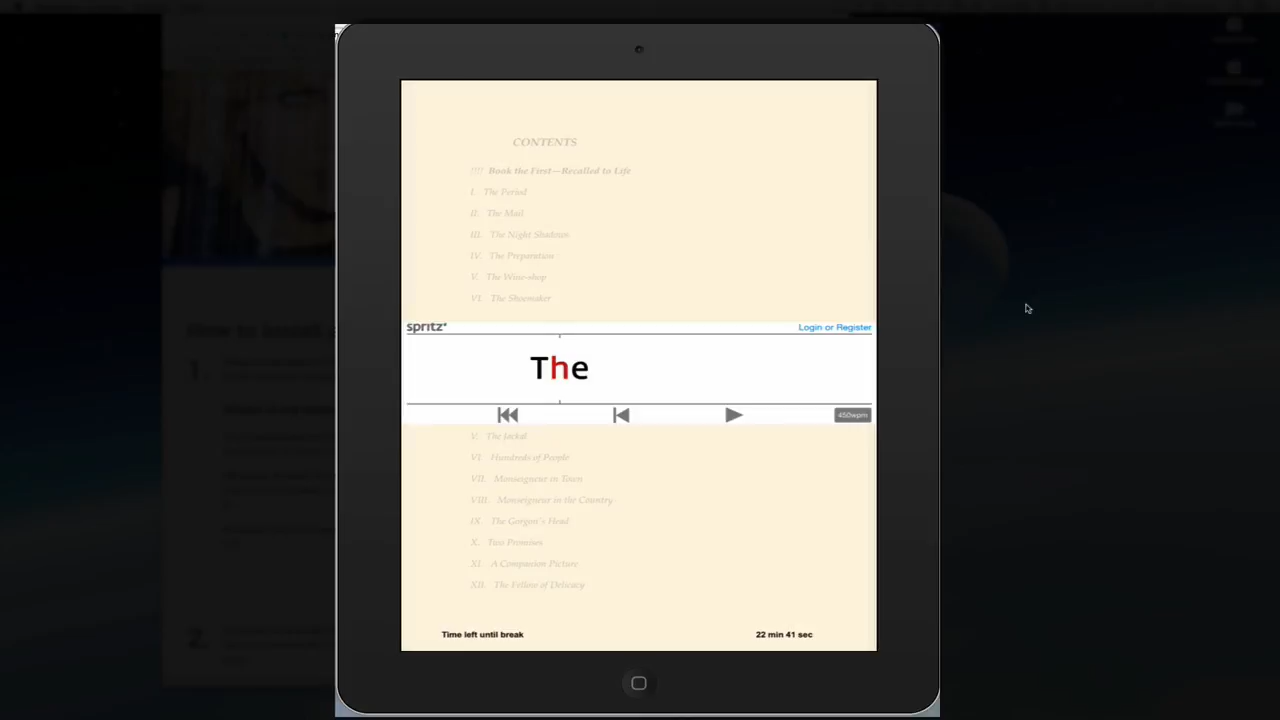 CONTENTS
!!!! Book the First—Recalled to Life
I. The Period
II. The Mail
III. The Night Shadows
IV. The Preparation
V. The Wine-shop
VI. The Shoemaker
spritz
Login or Register
The
450wpm
V. The Jackal
VI. Hundreds of People
VII. Monseigneur in Town
VIII. Monseigneur in the Country
IX. The Gorgon's Head
X. Two Promises
XI. A Companion Picture
XII. The Fellow of Delicacy
Time left until break
22 min 41 sec
1.
2.